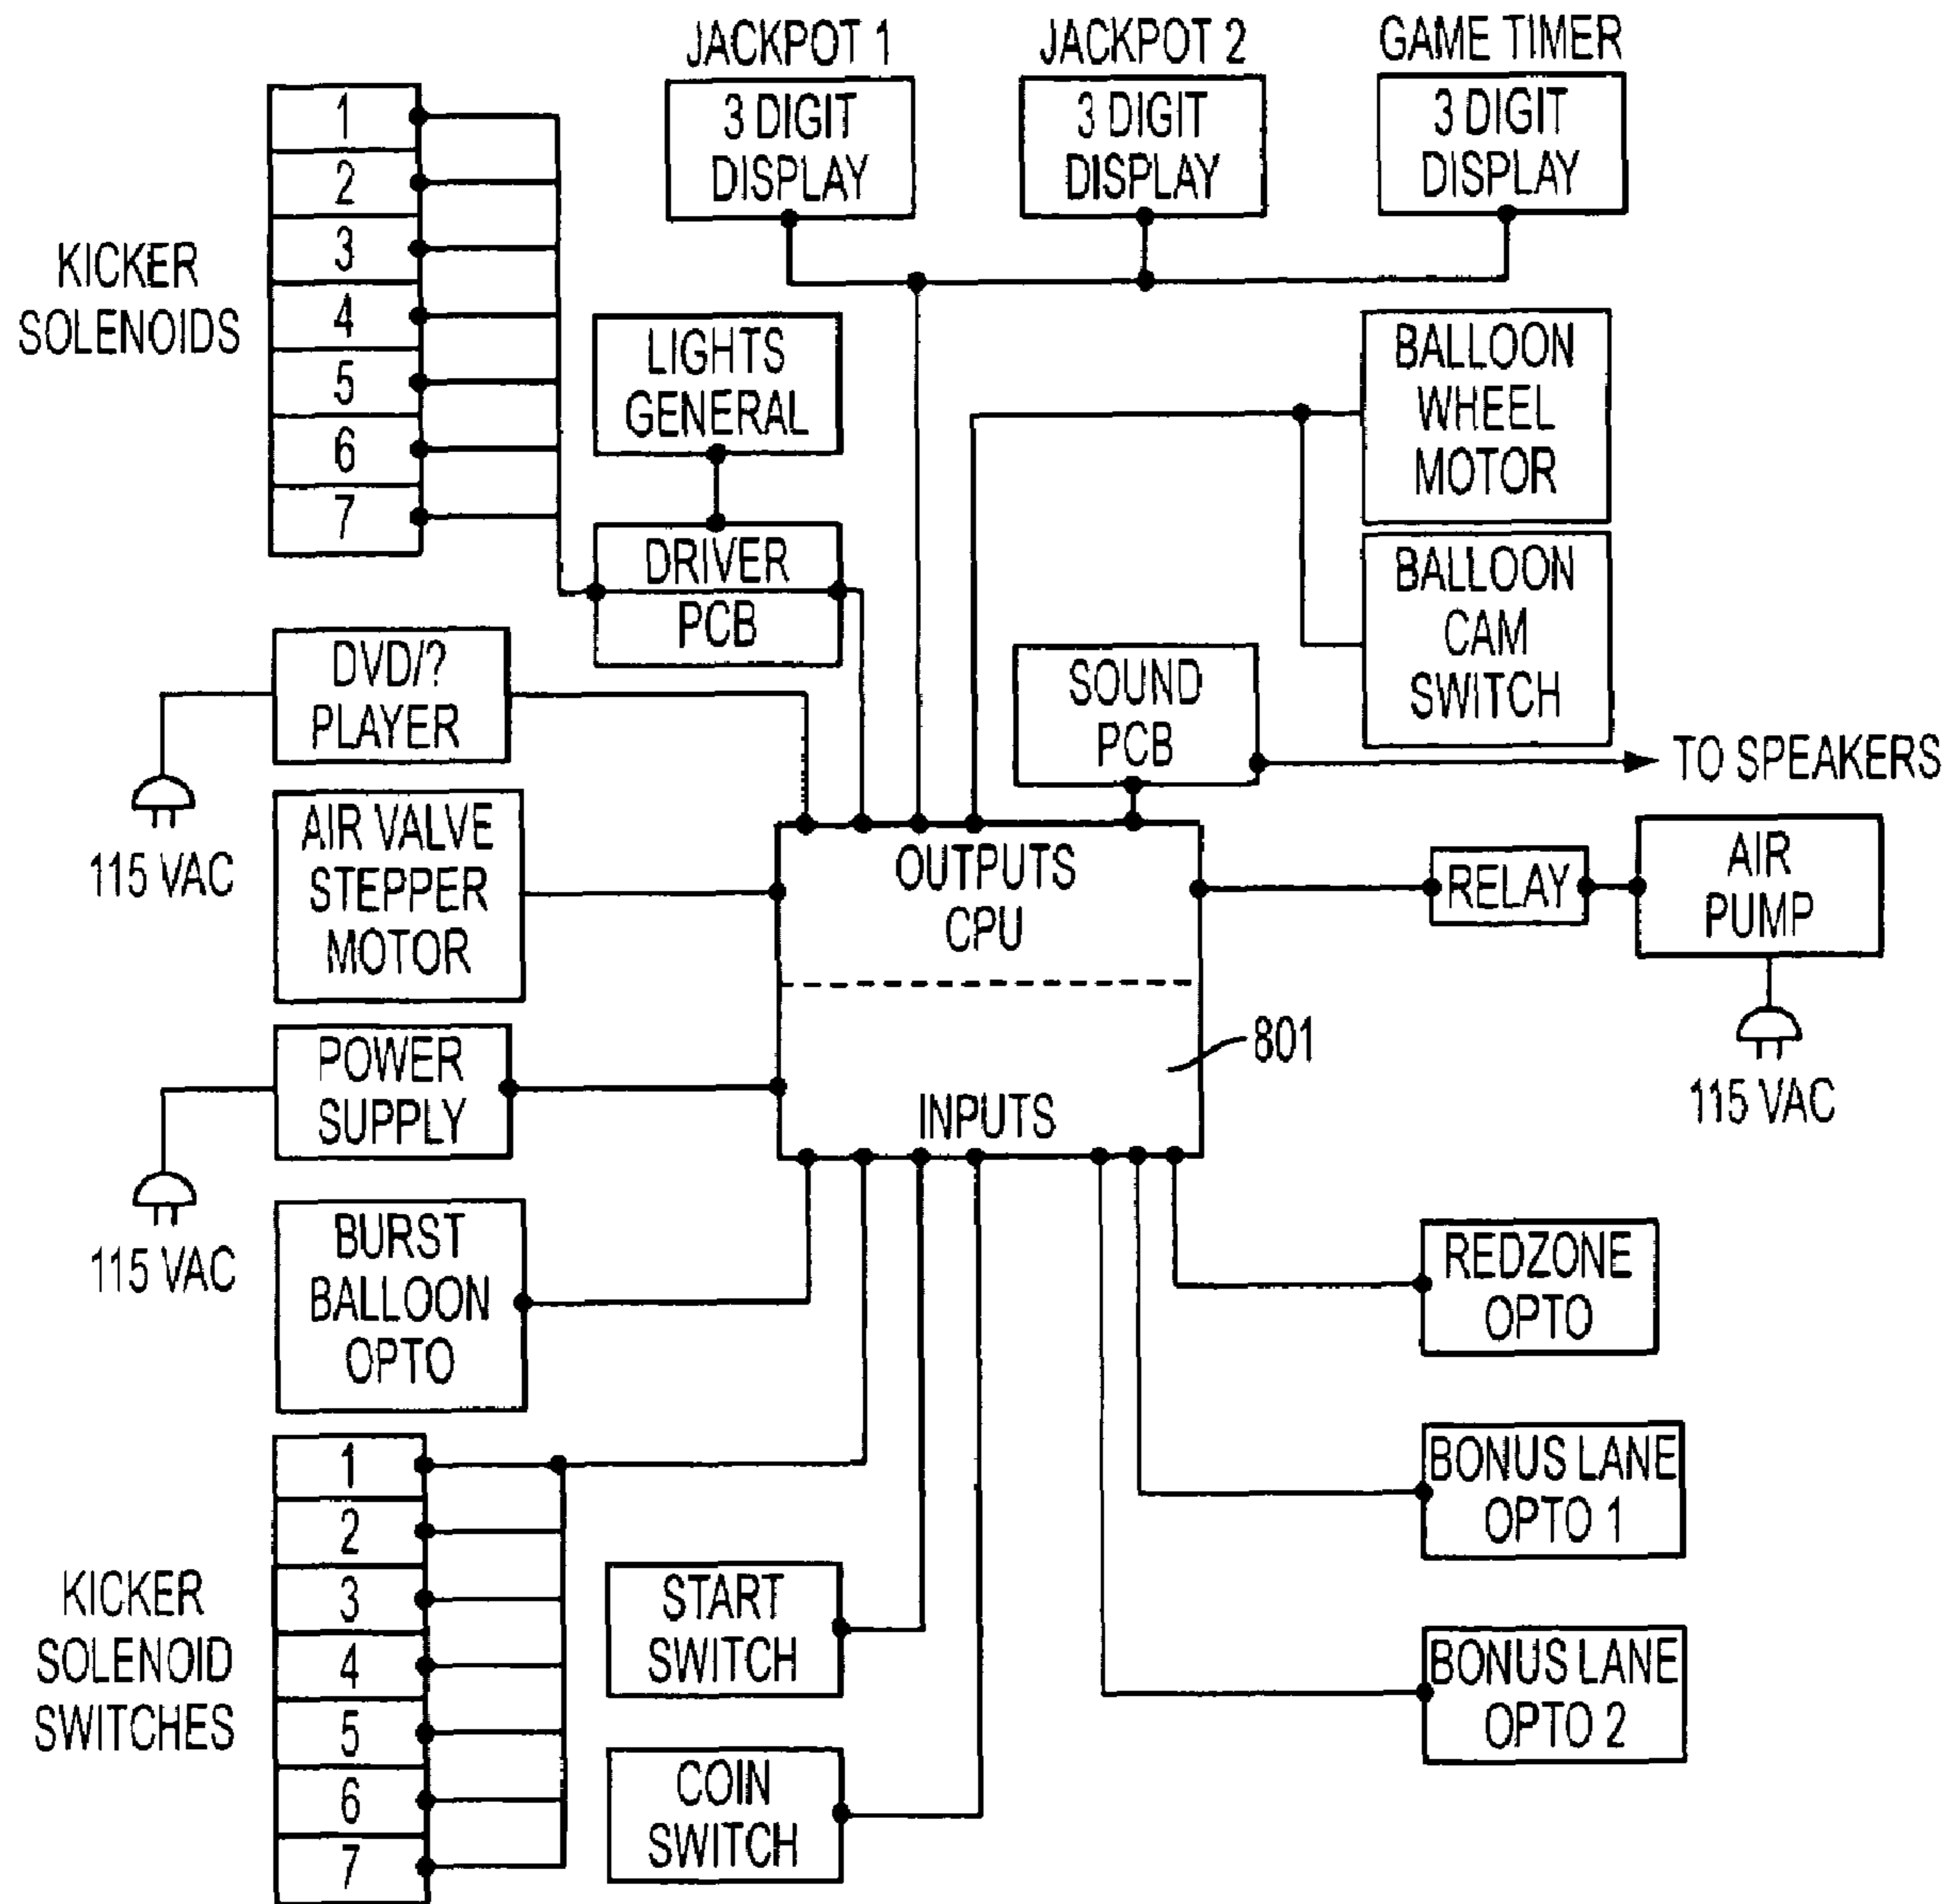 JACKPOT 1
3 DIGIT
DISPLAY
JACKPOT 2
3 DIGIT
DISPLAY
GAME TIMER
3 DIGIT
DISPLAY
KICKER
SOLENOIDS
1
2
3
4
5
6
7
LIGHTS
GENERAL
DRIVER
PCB
BALLOON
WHEEL
MOTOR
BALLOON
CAM
SWITCH
SOUND
PCB
TO SPEAKERS
DVD/?
PLAYER
115 VAC
AIR VALVE
STEPPER
MOTOR
OUTPUTS
CPU
RELAY
AIR
PUMP
115 VAC
801
POWER
SUPPLY
115 VAC
INPUTS
BURST
BALLOON
OPTO
REDZONE
OPTO
BONUS LANE
OPTO 1
BONUS LANE
OPTO 2
KICKER
SOLENOID
SWITCHES
1
2
3
4
5
6
7
START
SWITCH
COIN
SWITCH